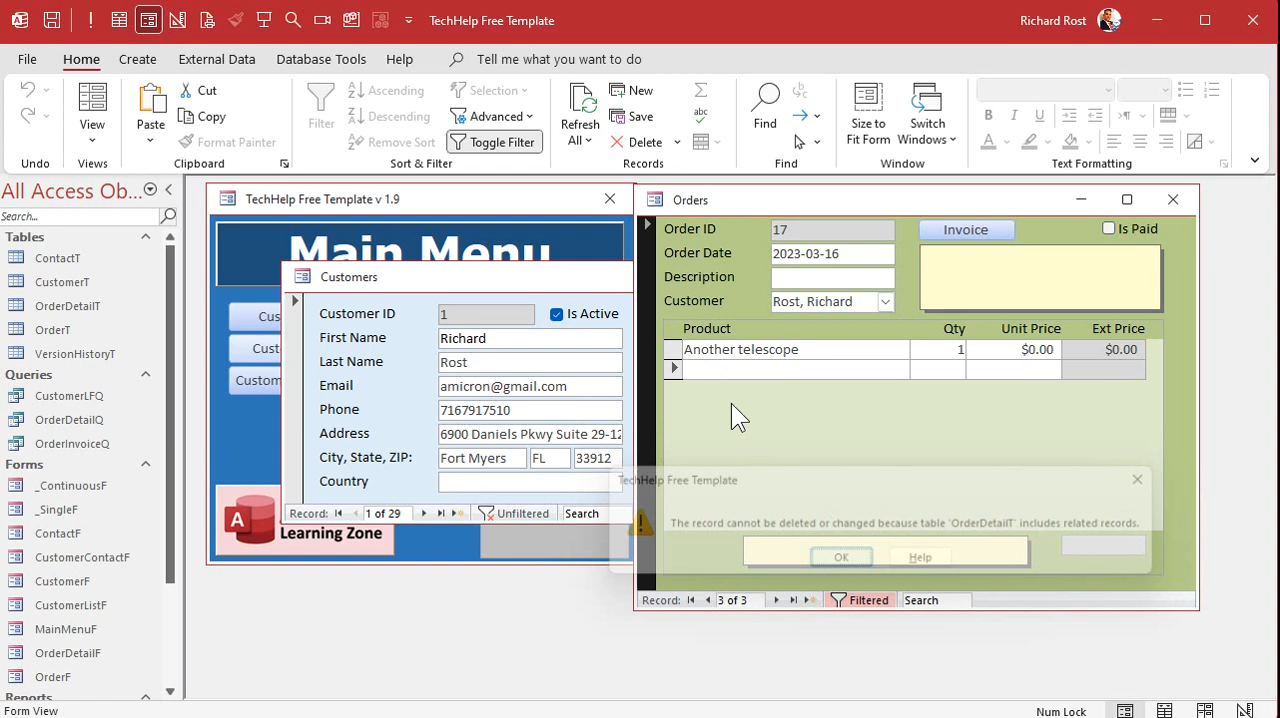 TechHelp Free Template
Richard Rost
File Home Create External Data Database Tools Help Tell me what you want to do
View
Paste
Cut
Copy
Format Painter
Filter
Ascending
Descending
Remove Sort
Selection
Advanced
Toggle Filter
Refresh
All
New
Save
Delete
Find
Size to
Fit Form
Switch
Windows
B I U
Undo Views Clipboard Sort & Filter Records Find Window Text Formatting
All Access Ob...
Search...
Tables
ContactT
CustomerT
OrderDetailT
OrderT
VersionHistoryT
Queries
CustomerLFQ
OrderDetailQ
OrderInvoiceQ
Forms
_ContinuousF
_SingleF
ContactF
CustomerContactF
CustomerF
CustomerListF
MainMenuF
OrderDetailF
OrderF
Reports
TechHelp Free Template v 1.9
Main Menu
Cus
Cust
Custom
A
Learning Zone
Customers
Customer ID 1 Is Active
First Name Richard
Last Name Rost
Email amicron@gmail.com
Phone 7167917510
Address 6900 Daniels Pkwy Suite 29-12
City, State, ZIP: Fort Myers FL 33912
Country
Record: 1 of 29 Unfiltered Search
Orders
Order ID 17 Invoice Is Paid
Order Date 2023-03-16
Description
Customer Rost, Richard
Product Qty Unit Price Ext Price
Another telescope 1 $0.00 $0.00
TechHelp Free Template
The record cannot be deleted or changed because table 'OrderDetailT' includes related records.
OK Help
Record: 3 of 3 Filtered Search
Form View
Num Lock